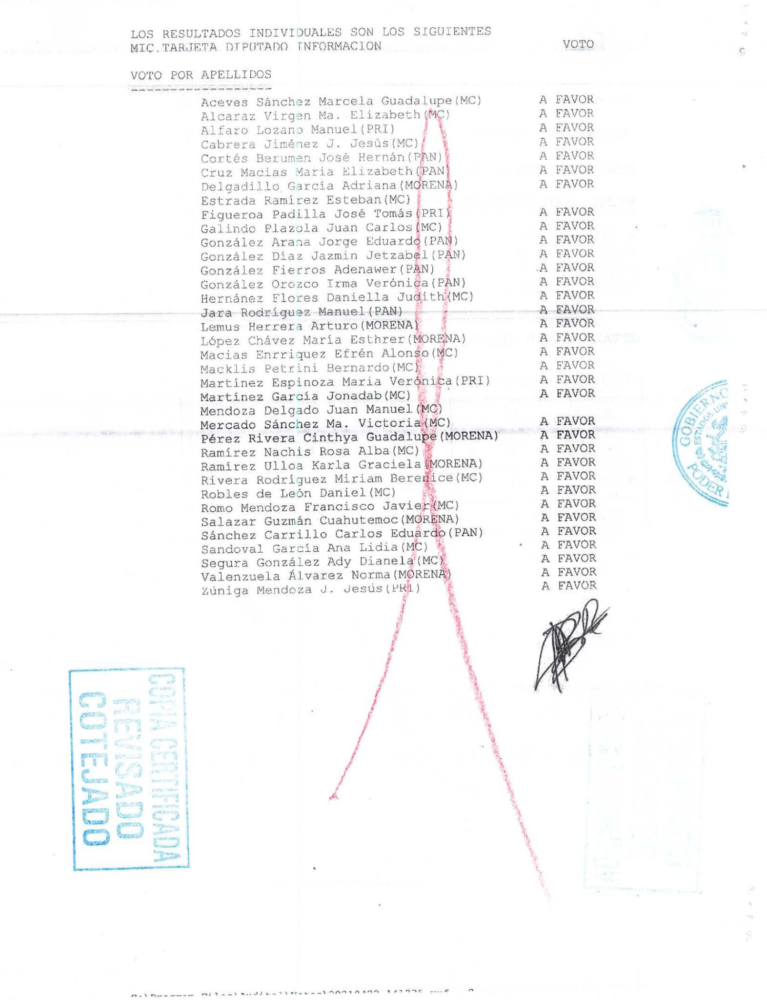 LOS RESULTADOS INDIVIDUALES SON LOS SIGUIENTES
MIC.TARJETA DIPUTADO INFORMACION VOTO
VOTO POR APELLIDOS
------------------
Aceves Sánchez Marcela Guadalupe(MC) A FAVOR
Alcaraz Virgen Ma. Elizabeth(MC) A FAVOR
Alfaro Lozano Manuel(PRI) A FAVOR
Cabrera Jiménez J. Jesús(MC) A FAVOR
Cortés Berumen José Hernán(PAN) A FAVOR
Cruz Macias Maria Elizabeth(PAN) A FAVOR
Delgadillo García Adriana(MORENA) A FAVOR
Estrada Ramírez Esteban(MC)
Figueroa Padilla José Tomás(PRI) A FAVOR
Galindo Plazola Juan Carlos(MC) A FAVOR
González Arana Jorge Eduardo(PAN) A FAVOR
González Díaz Jazmin Jetzabel(PAN) A FAVOR
González Fierros Adenawer(PAN) A FAVOR
González Orozco Irma Verónica(PAN) A FAVOR
Hernánez Flores Daniella Judith(MC) A FAVOR
Jara Rodríguez Manuel(PAN) A FAVOR
Lemus Herrera Arturo(MORENA) A FAVOR
López Chávez María Esthrer(MORENA) A FAVOR
Macias Enrriquez Efrén Alonso(MC) A FAVOR
Macklis Petrini Bernardo(MC) A FAVOR
Martínez Espinoza Maria Verónica(PRI) A FAVOR
Martínez García Jonadab(MC) A FAVOR
Mendoza Delgado Juan Manuel(MC)
Mercado Sánchez Ma. Victoria(MC) A FAVOR
Pérez Rivera Cinthya Guadalupe(MORENA) A FAVOR
Ramírez Nachis Rosa Alba(MC) A FAVOR
Ramírez Ulloa Karla Graciela(MORENA) A FAVOR
Rivera Rodríguez Miriam Berenice(MC) A FAVOR
Robles de León Daniel(MC) A FAVOR
Romo Mendoza Francisco Javier(MC) A FAVOR
Salazar Guzmán Cuahutemoc(MORENA) A FAVOR
Sánchez Carrillo Carlos Eduardo(PAN) A FAVOR
Sandoval García Ana Lidia(MC) A FAVOR
Segura González Ady Dianela(MC) A FAVOR
Valenzuela Álvarez Norma(MORENA) A FAVOR
Zúniga Mendoza J. Jesús(PRI) A FAVOR
GOBIERNO
ESTADOS UNI
PODER
COPIA CERTIFICADA
REVISADO
COTEJADO